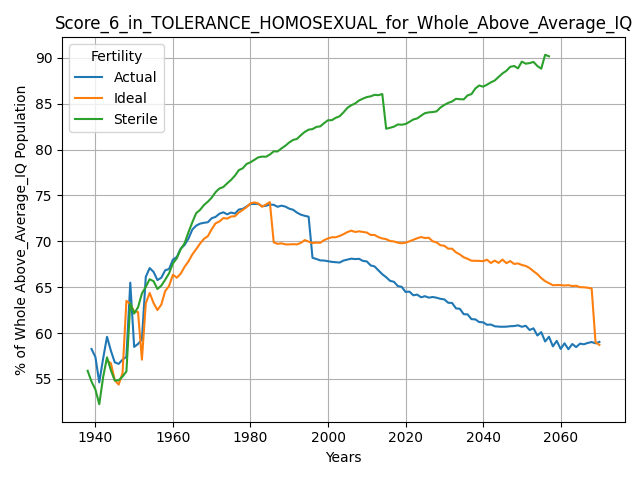 Score_6_in_TOLERANCE_HOMOSEXUAL_for_Whole_Above_Average_IQ
Fertility
Actual
Ideal
Sterile
% of Whole Above_Average_IQ Population
90
85
80
75
70
65
60
55
1940 1960 1980 2000 2020 2040 2060
Years